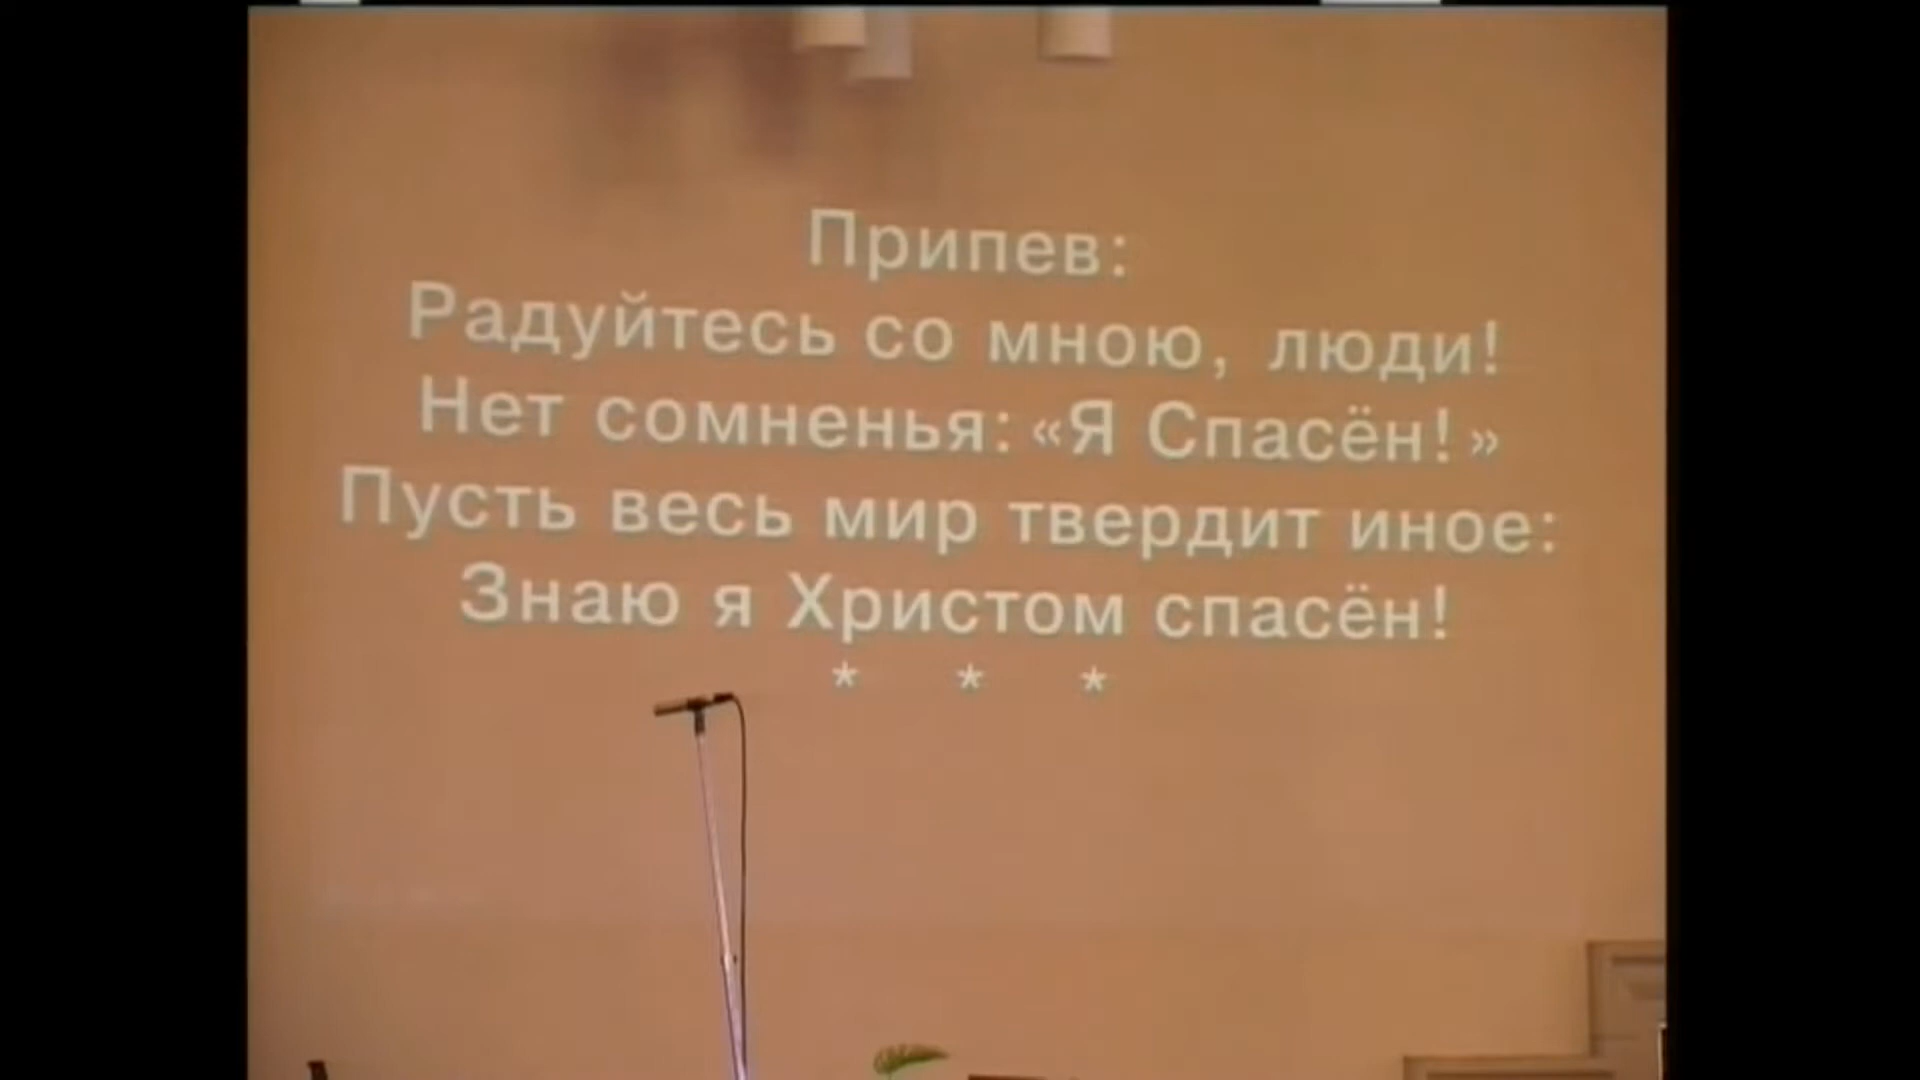 Припев:
Радуйтесь со мною, люди!
Нет сомненья: «Я Спасён!»
Пусть весь мир твердит иное:
Знаю я Христом спасён!
* * *